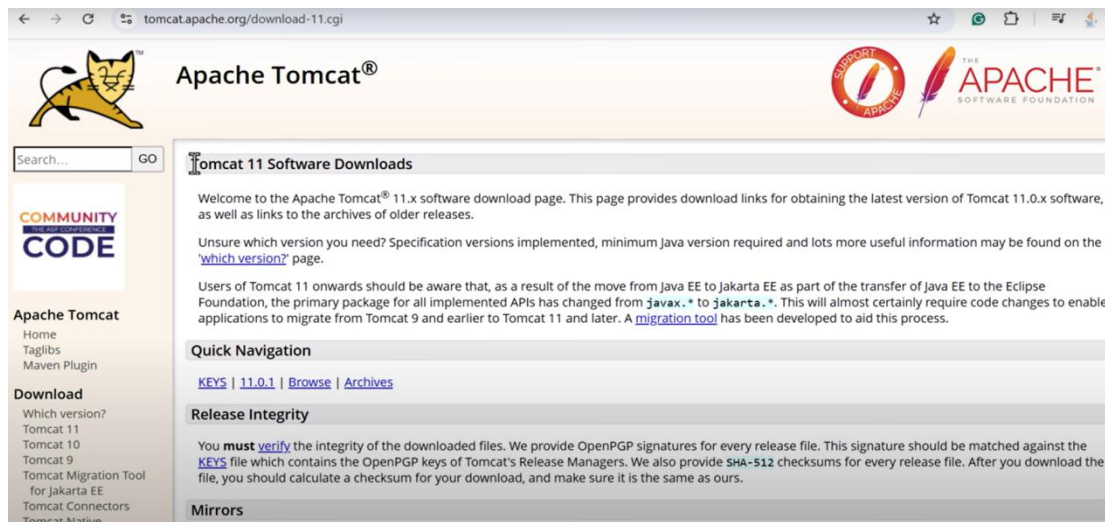 tomcat.apache.org/download-11.cgi
TM
Apache Tomcat®
SUPPORT
APACHE
THE
APACHE®
SOFTWARE FOUNDATION
Search...
GO
COMMUNITY
THE ASF CONFERENCE
CODE
Apache Tomcat
Home
Taglibs
Maven Plugin
Download
Which version?
Tomcat 11
Tomcat 10
Tomcat 9
Tomcat Migration Tool
for Jakarta EE
Tomcat Connectors
Tomcat Native
Tomcat 11 Software Downloads
Welcome to the Apache Tomcat® 11.x software download page. This page provides download links for obtaining the latest version of Tomcat 11.0.x software,
as well as links to the archives of older releases.
Unsure which version you need? Specification versions implemented, minimum Java version required and lots more useful information may be found on the
'which version?' page.
Users of Tomcat 11 onwards should be aware that, as a result of the move from Java EE to Jakarta EE as part of the transfer of Java EE to the Eclipse
Foundation, the primary package for all implemented APIs has changed from javax.* to jakarta.*. This will almost certainly require code changes to enable
applications to migrate from Tomcat 9 and earlier to Tomcat 11 and later. A migration tool has been developed to aid this process.
Quick Navigation
KEYS | 11.0.1 | Browse | Archives
Release Integrity
You must verify the integrity of the downloaded files. We provide OpenPGP signatures for every release file. This signature should be matched against the
KEYS file which contains the OpenPGP keys of Tomcat's Release Managers. We also provide SHA-512 checksums for every release file. After you download the
file, you should calculate a checksum for your download, and make sure it is the same as ours.
Mirrors